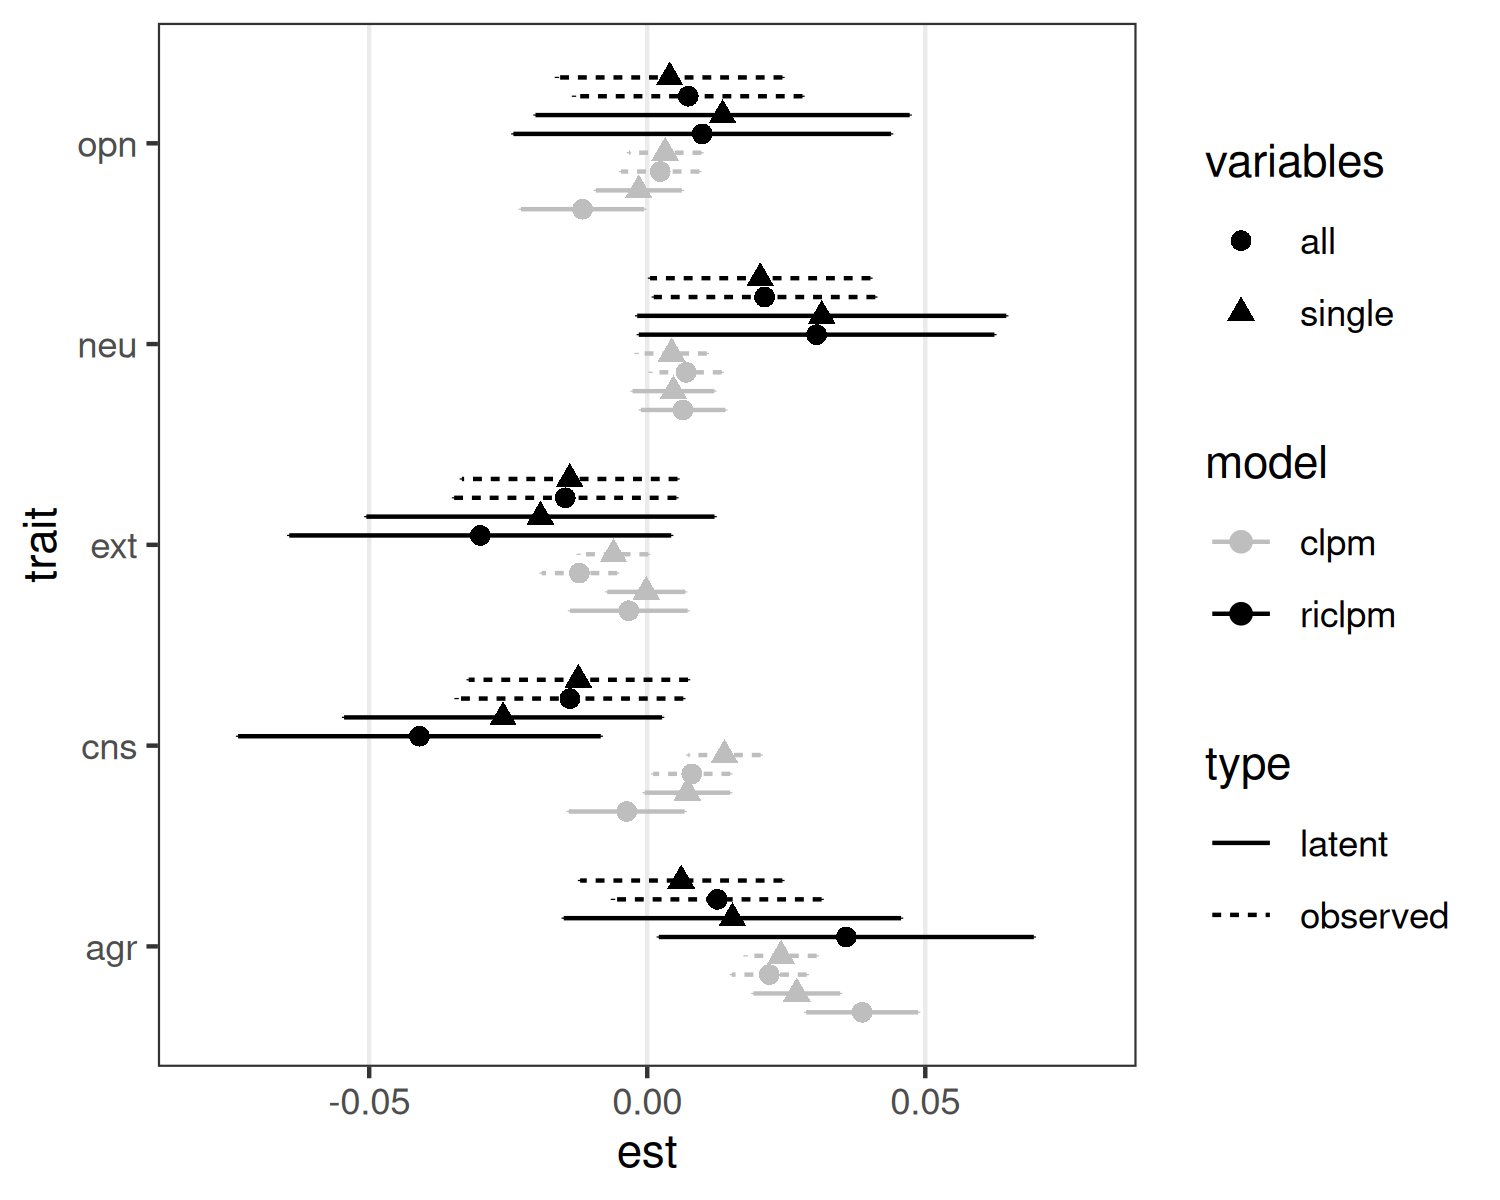 opn
neu
ext
cns
agr
trait
-0.05
0.00
0.05
est
variables
all
single
model
clpm
riclpm
type
latent
observed